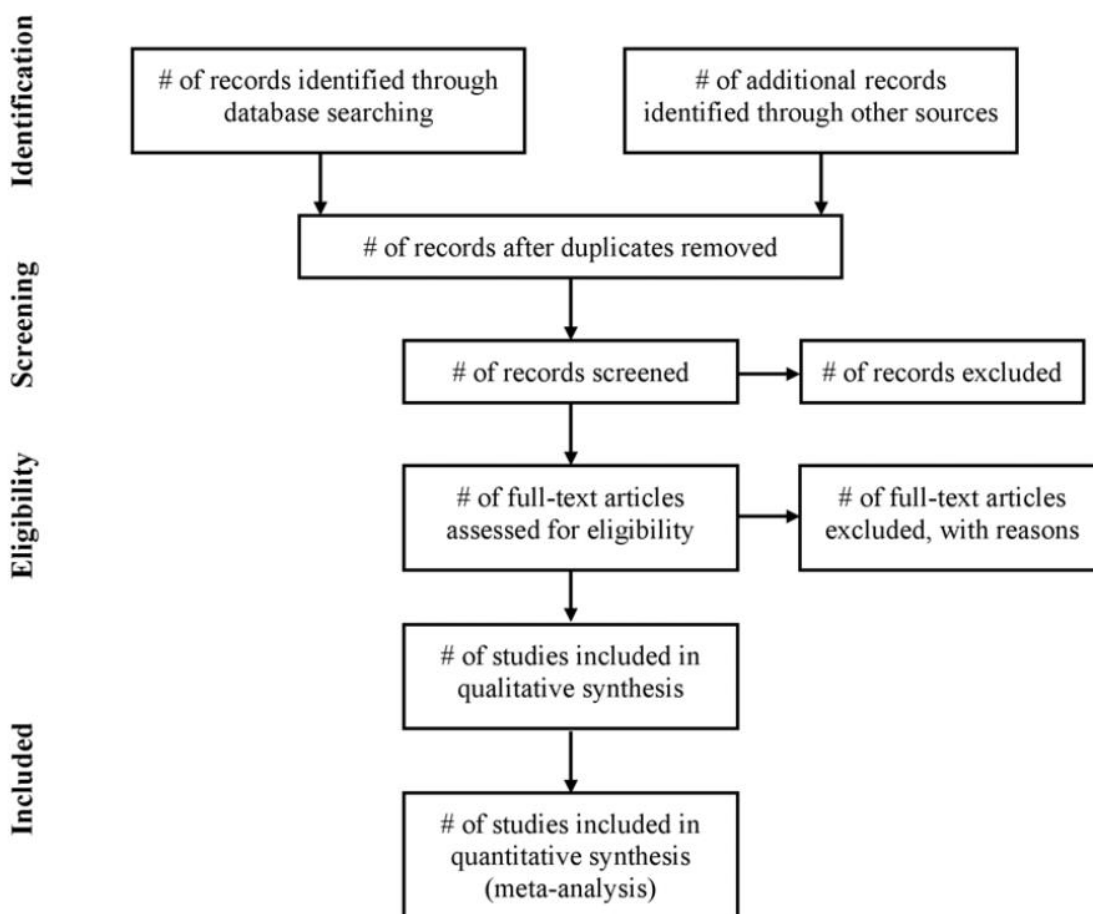 Identification
# of records identified through
database searching
# of additional records
identified through other sources
# of records after duplicates removed
Screening
# of records screened
# of records excluded
Eligibility
# of full-text articles
assessed for eligibility
# of full-text articles
excluded, with reasons
Included
# of studies included in
qualitative synthesis
# of studies included in
quantitative synthesis
(meta-analysis)